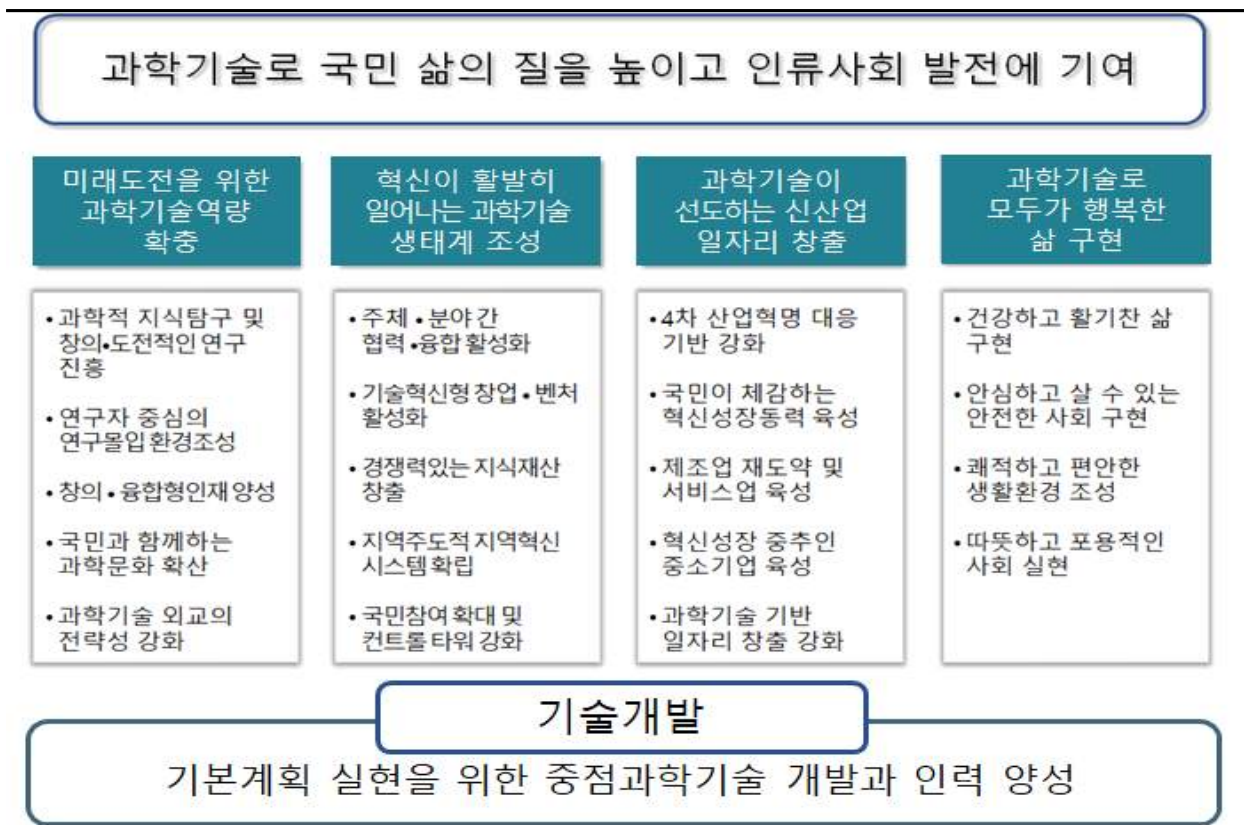 과학기술로 국민 삶의 질을 높이고 인류사회 발전에 기여
미래도전을 위한
과학기술역량
확충
혁신이 활발히
일어나는 과학기술
생태계 조성
과학기술이
선도하는 신산업
일자리 창출
과학기술로
모두가 행복한
삶 구현
•과학적 지식탐구 및
창의•도전적인 연구
진흥
•연구자 중심의
연구몰입 환경조성
•창의•융합형인재 양성
•국민과 함께하는
과학문화 확산
•과학기술 외교의
전략성 강화
•주체•분야 간
협력•융합 활성화
•기술혁신형 창업•벤처
활성화
•경쟁력있는 지식재산
창출
•지역주도적 지역혁신
시스템 확립
•국민참여 확대 및
컨트롤 타워 강화
•4차 산업혁명 대응
기반 강화
•국민이 체감하는
혁신성장동력 육성
•제조업 재도약 및
서비스업 육성
•혁신성장 중추인
중소기업 육성
•과학기술 기반
일자리 창출 강화
•건강하고 활기찬 삶
구현
•안심하고 살 수 있는
안전한 사회 구현
•쾌적하고 편안한
생활환경 조성
•따뜻하고 포용적인
사회 실현
기술개발
기본계획 실현을 위한 중점과학기술 개발과 인력 양성